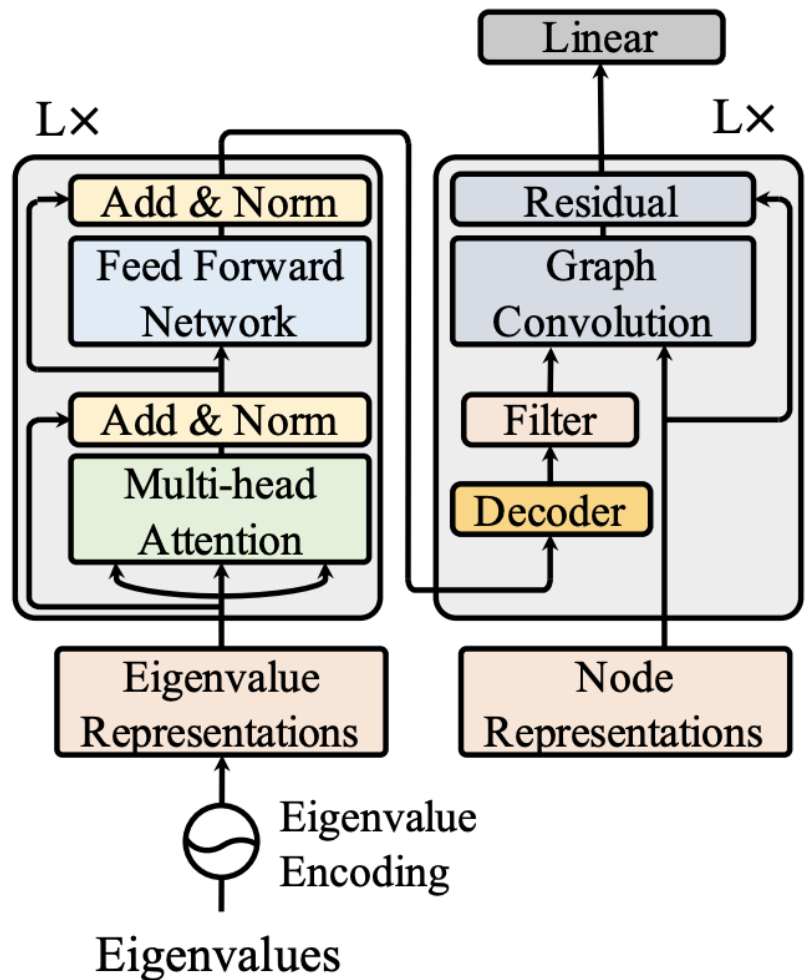 Linear
L×
L×
Add & Norm
Feed Forward
Network
Add & Norm
Multi-head
Attention
Residual
Graph
Convolution
Filter
Decoder
Eigenvalue
Representations
Node
Representations
Eigenvalue
Encoding
Eigenvalues